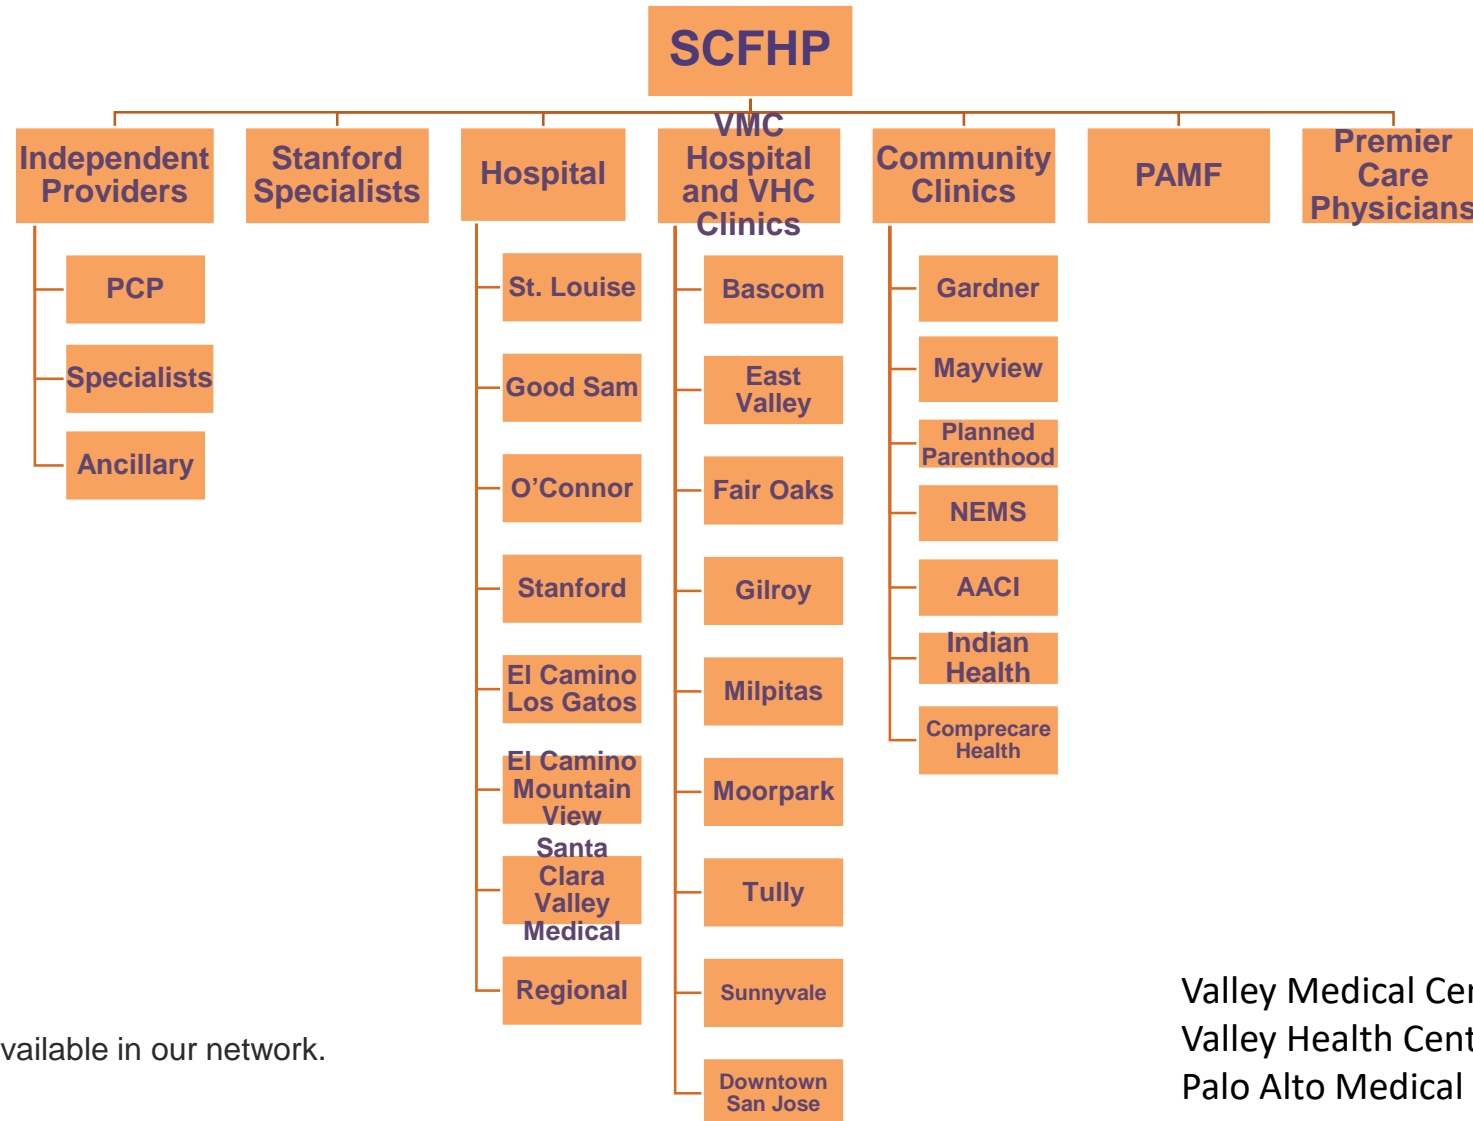 SCFHP
Independent
Providers
Stanford
Specialists
Hospital
VMC
Hospital
and VHC
Clinics
Community
Clinics
PAMF
Premier
Care
Physicians
PCP
Specialists
Ancillary
St. Louise
Good Sam
O’Connor
Stanford
El Camino
Los Gatos
El Camino
Mountain
View
Santa
Clara
Valley
Medical
Regional
Bascom
East
Valley
Fair Oaks
Gilroy
Milpitas
Moorpark
Tully
Sunnyvale
Downtown
San Jose
Gardner
Mayview
Planned
Parenthood
NEMS
AACI
Indian
Health
Comprecare
Health
vailable in our network.
Valley Medical Cen
Valley Health Cent
Palo Alto Medical